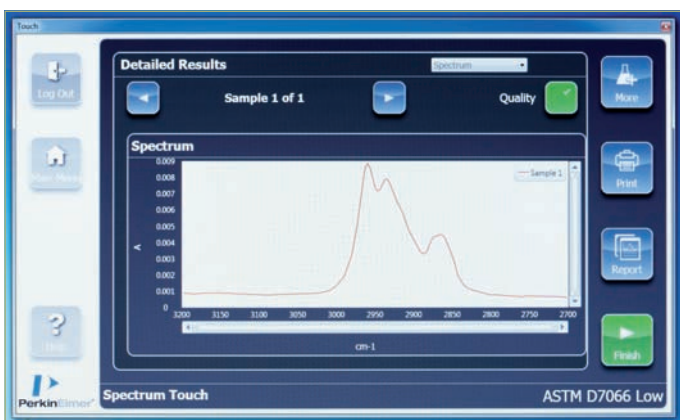 Touch
Log Out
Main Menu
Help
PerkinElmer
Detailed Results
Spectrum
Sample 1 of 1
Quality
Spectrum
Sample 1
0.009
0.008
0.007
0.006
0.005
0.004
0.003
0.002
0.001
0
A
3200 3150 3100 3050 3000 2950 2900 2850 2800 2750 2700
cm-1
More
Print
Report
Finish
Spectrum Touch
ASTM D7066 Low